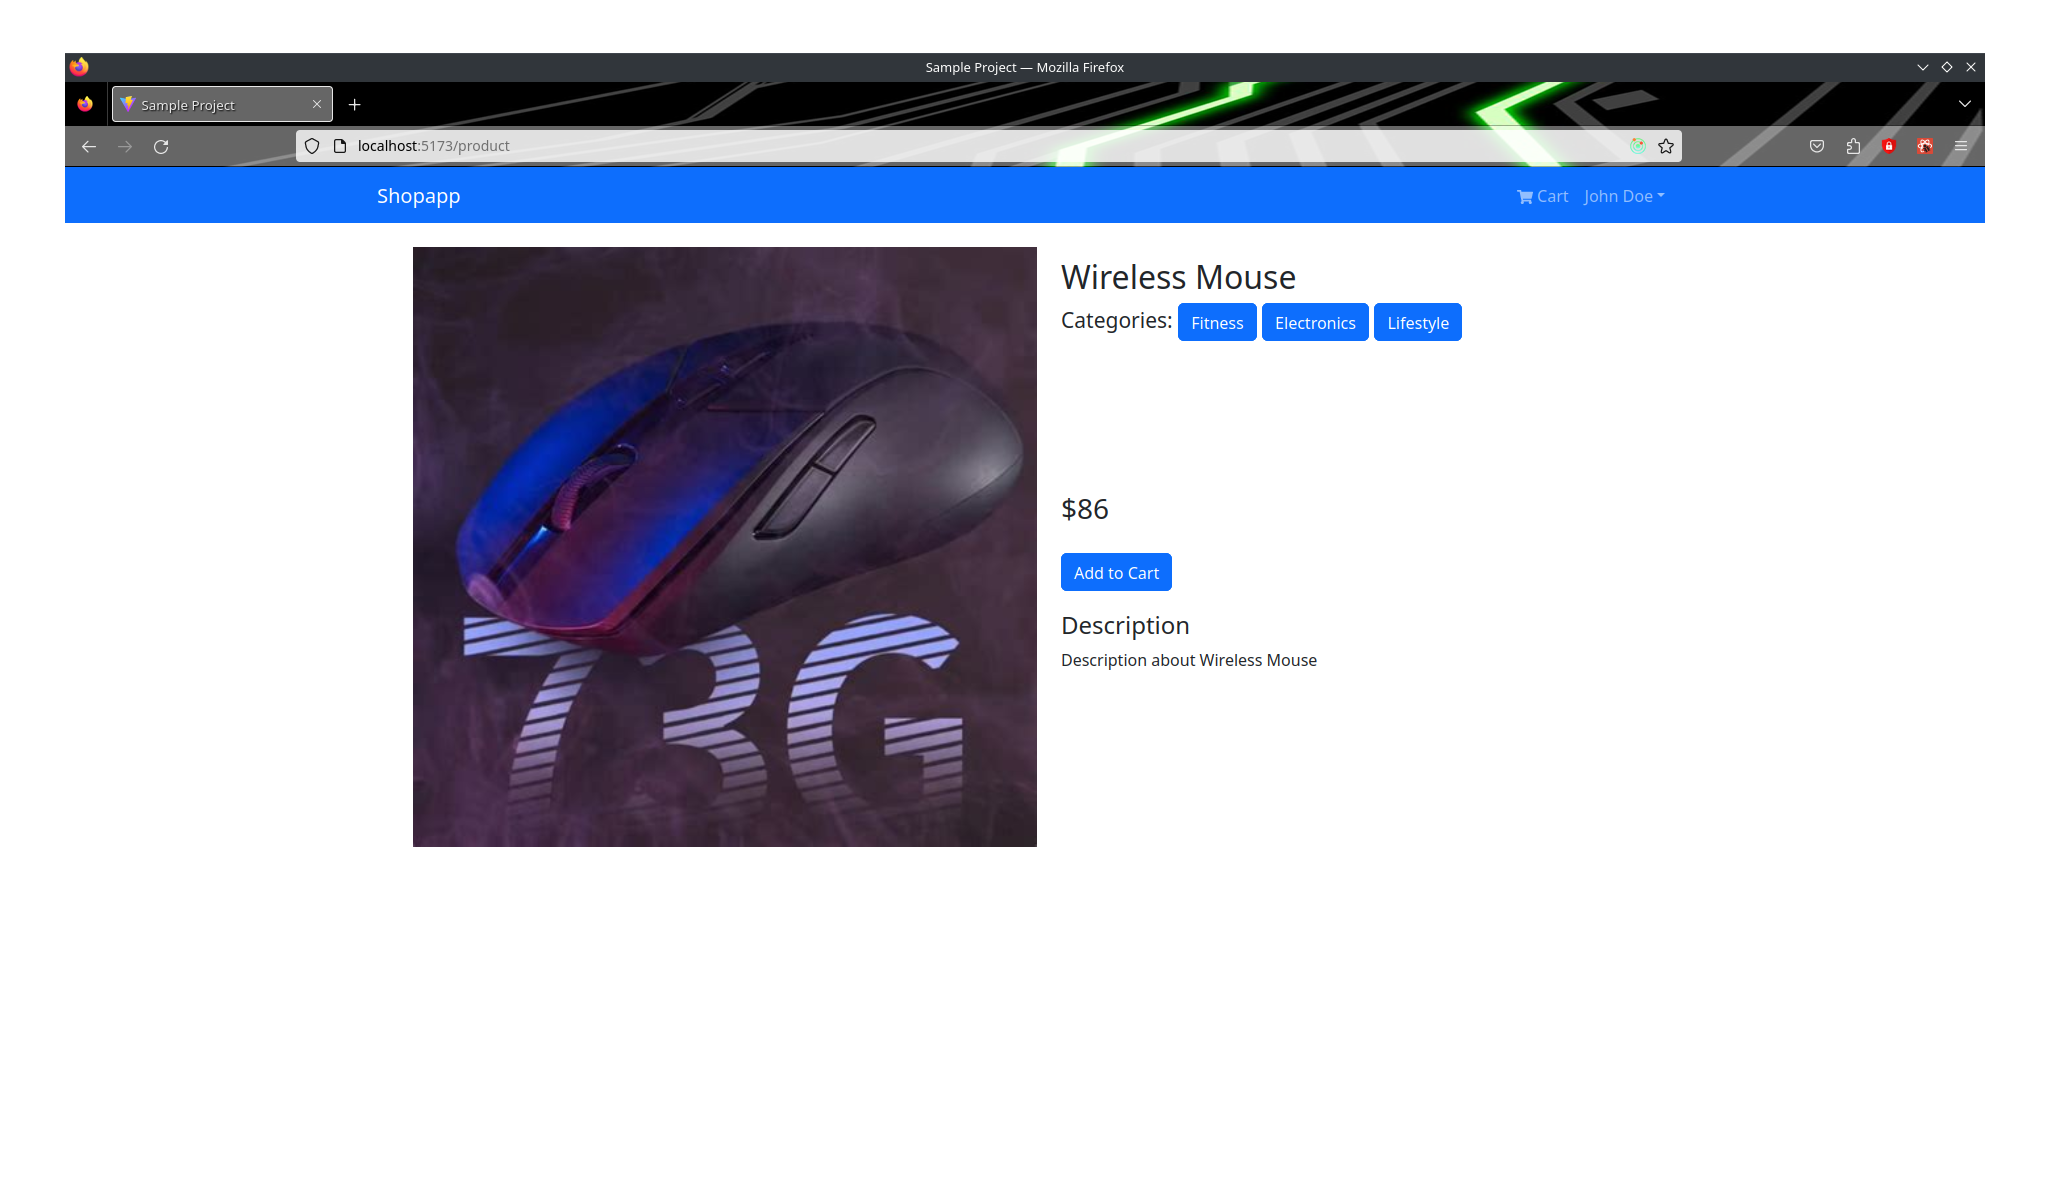 Sample Project — Mozilla Firefox
Sample Project
localhost:5173/product
Shopapp
Cart John Doe
Wireless Mouse
Categories: Fitness Electronics Lifestyle
$86
Add to Cart
Description
Description about Wireless Mouse
73G